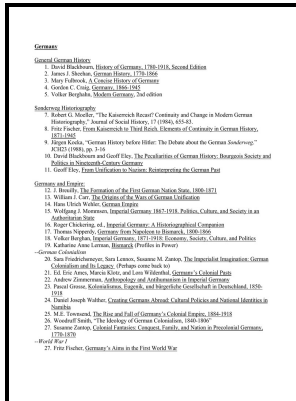 Germany
General German History
1. David Blackbourn, History of Germany, 1780-1918, Second Edition
2. James J. Sheehan, German History, 1770-1866
3. Mary Fulbrook, A Concise History of Germany
4. Gordon C. Craig, Germany, 1866-1945
5. Volker Berghahn, Modern Germany, 2nd edition
Sonderweg Historiography
7. Robert G. Moeller, "The Kaiserreich Recast? Continuity and Change in Modern
German Historiography," Journal of Social History, 17 (1984), 655-83.
8. Fritz Fischer, From Kaiserreich to Third Reich. Elements of Continuity in German History,
1871-1945
9. Jürgen Kocka, "German History before Hitler: The Debate about the German Sonderweg."
JCH23 (1988), pp. 3-16
10. David Blackbourn and Geoff Eley, The Peculiarities of German History: Bourgeois Society and
Politics in Nineteenth-Century Germany
11. Geoff Eley, From Unification to Nazism: Reinterpreting the German Past
Germany and Empire:
12. J. Breuilly, The Formation of the First German Nation State, 1800-1871
13. William J. Carr, The Origins of the Wars of German Unification
14. Hans Ulrich Wehler, German Empire
15. Wolfgang J. Mommsen, Imperial Germany 1867-1918. Politics, Culture, and Society in an
Authoritarian State
16. Roger Chickering, ed., Imperial Germany: A Historiographical Companion
17. Thomas Nipperdey, Germany from Napoleon to Bismarck, 1800-1866
18. Volker Berghan, Imperial Germany, 1871-1918: Economy, Society, Culture, and Politics
19. Katharine Anne Lerman, Bismarck (Profiles in Power)
--German Colonialism
20. Sara Friedrichsmeyer, Sara Lennox, Susanne M. Zantop, The Imperialist Imagination: German
Colonialism and Its Legacy (Perhaps come back to)
21. Ed. Eric Ames, Marcia Klotz, and Lora Wildenthal, Germany's Colonial Pasts
22. Andrew Zimmerman, Anthropology and Antihumanism in Imperial Germany
23. Pascal Grosse, Kolonialismus, Eugenik, und bürgerliche Gesellschaft in Deutschland, 1850-
1918
24. Daniel Joseph Walther, Creating Germans Abroad: Cultural Policies and National Identities in
Namibia
25. M.E. Townsend, The Rise and Fall of Germany's Colonial Empire, 1884-1918
26. Woodruff Smith, "The Ideology of German Colonialism, 1840-1806"
27. Susanne Zantop, Colonial Fantasies: Conquest, Family, and Nation in Precolonial Germany,
1770-1870
--World War I
27. Fritz Fischer, Germany's Aims in the First World War